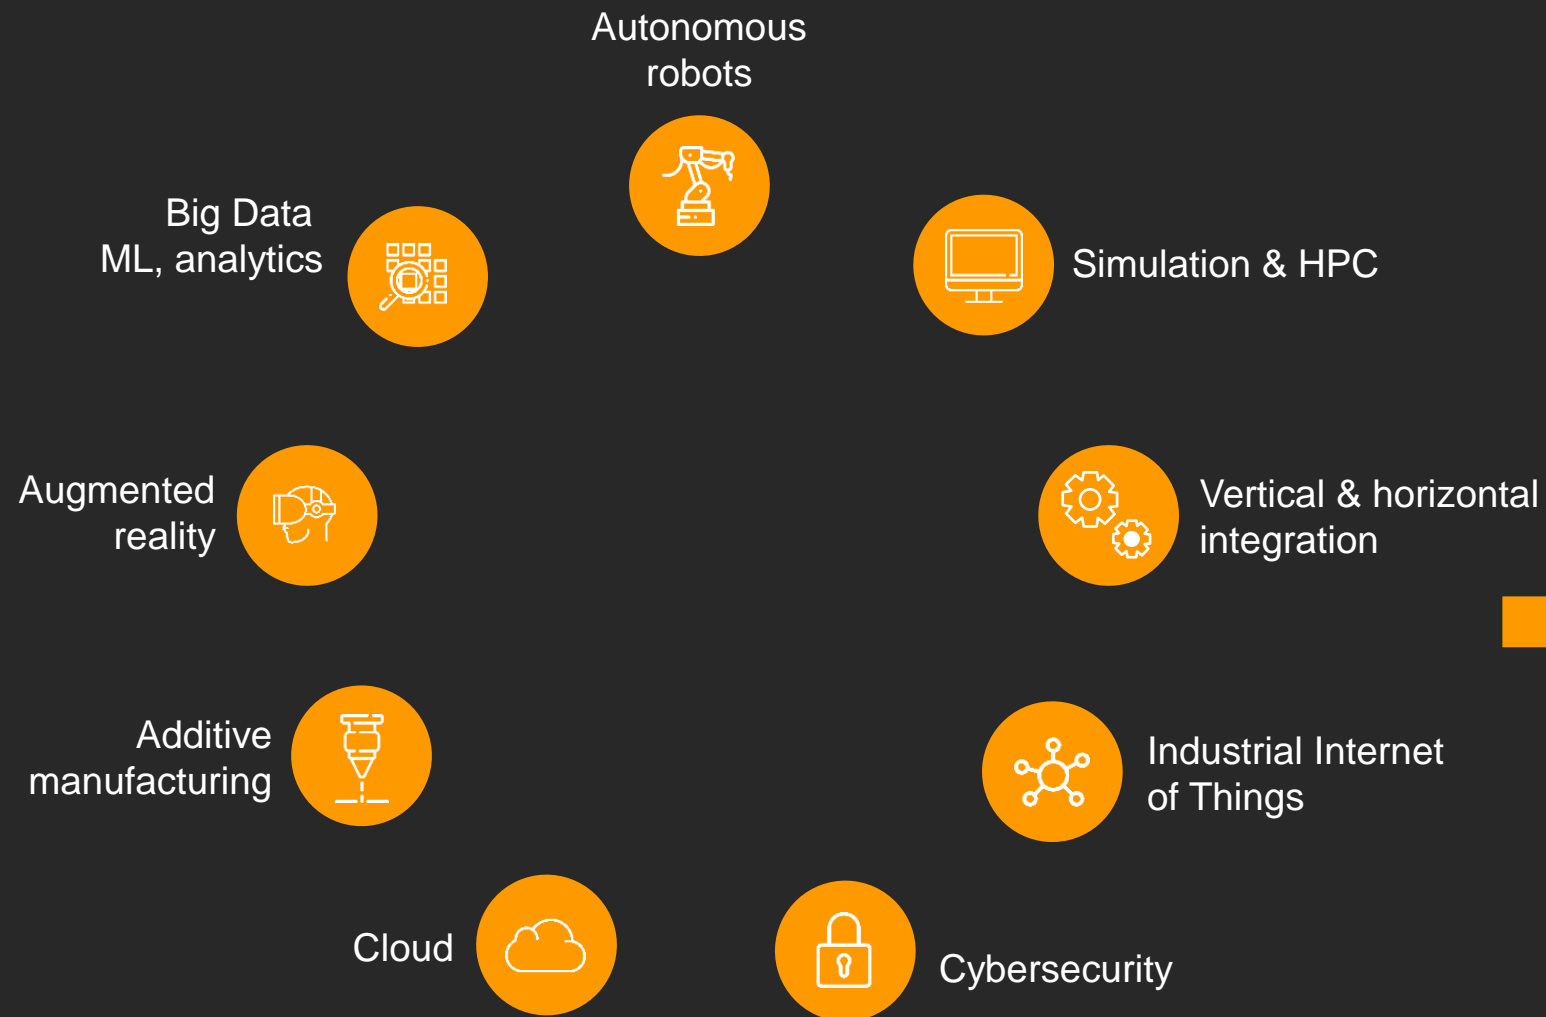 Autonomous
robots
Big Data
ML, analytics
Simulation & HPC
Augmented
reality
Vertical & horizontal
integration
Additive
manufacturing
Industrial Internet
of Things
Cloud
Cybersecurity